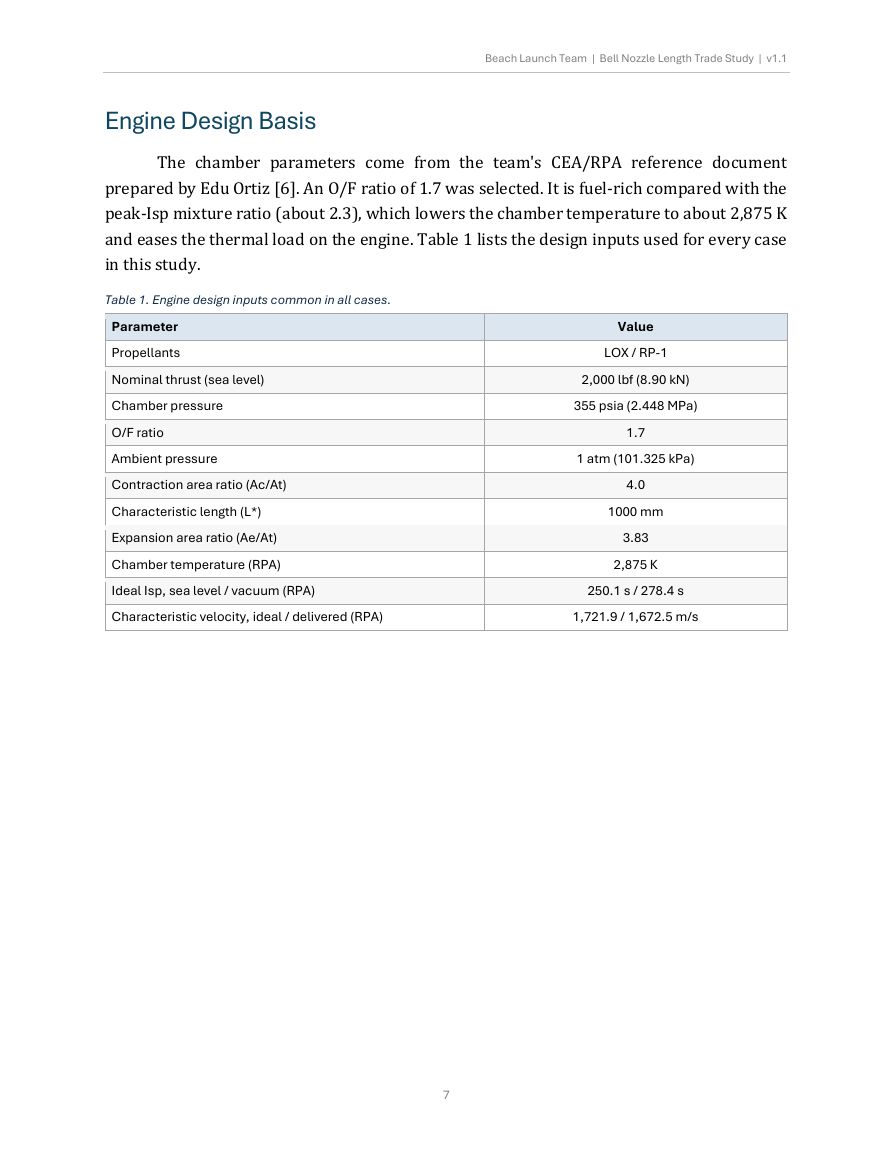 Beach Launch Team | Bell Nozzle Length Trade Study | v1.1
Engine Design Basis
The chamber parameters come from the team's CEA/RPA reference document
prepared by Edu Ortiz [6]. An O/F ratio of 1.7 was selected. It is fuel-rich compared with the
peak-Isp mixture ratio (about 2.3), which lowers the chamber temperature to about 2,875 K
and eases the thermal load on the engine. Table 1 lists the design inputs used for every case
in this study.
Table 1. Engine design inputs common in all cases.
Parameter Value
Propellants LOX / RP-1
Nominal thrust (sea level) 2,000 lbf (8.90 kN)
Chamber pressure 355 psia (2.448 MPa)
O/F ratio 1.7
Ambient pressure 1 atm (101.325 kPa)
Contraction area ratio (Ac/At) 4.0
Characteristic length (L*) 1000 mm
Expansion area ratio (Ae/At) 3.83
Chamber temperature (RPA) 2,875 K
Ideal Isp, sea level / vacuum (RPA) 250.1 s / 278.4 s
Characteristic velocity, ideal / delivered (RPA) 1,721.9 / 1,672.5 m/s
7